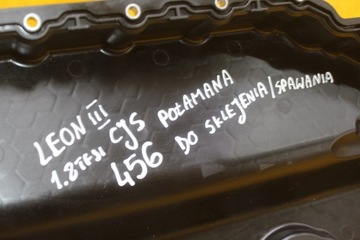 LEON III
1.8TFSI CJS POŁAMANA
456 DO SKLEJENIA/SPAWANIA